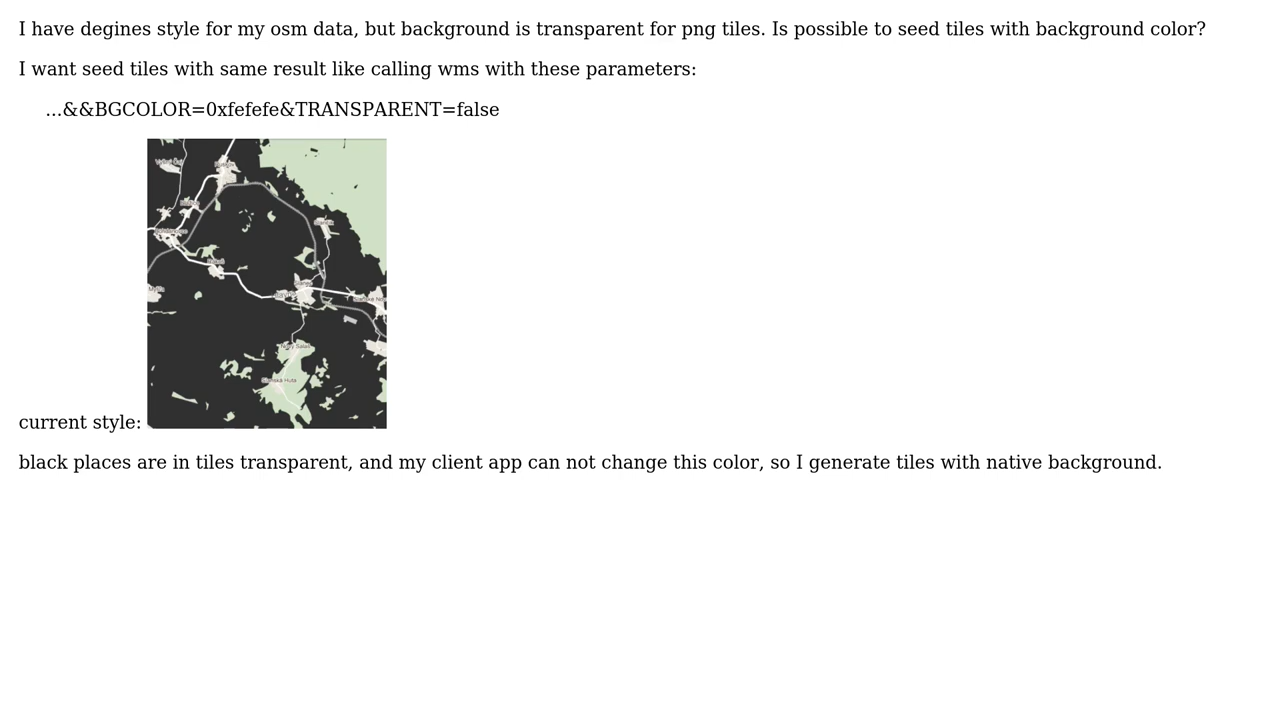 I have degines style for my osm data, but background is transparent for png tiles. Is possible to seed tiles with background color?
I want seed tiles with same result like calling wms with these parameters:
...&&BGCOLOR=0xfefefe&TRANSPARENT=false
current style:
black places are in tiles transparent, and my client app can not change this color, so I generate tiles with native background.